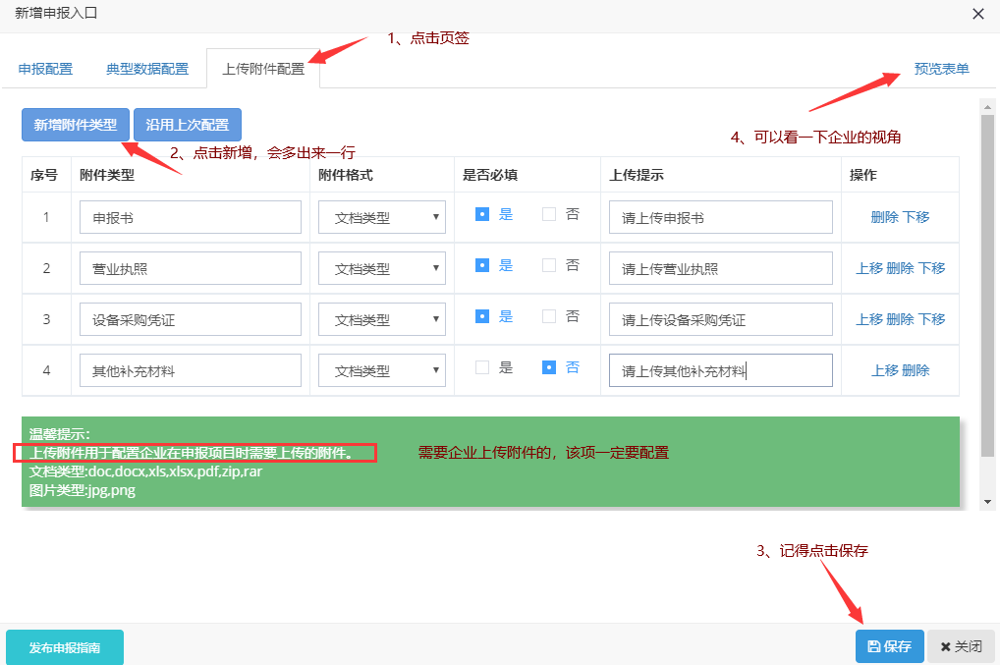 新增申报入口
1、点击页签
申报配置 典型数据配置 上传附件配置 预览表单
新增附件类型 沿用上次配置
4、可以看一下企业的视角
2、点击新增，会多出来一行
序号 附件类型 附件格式 是否必填 上传提示 操作
1 申报书 文档类型 是 否 请上传申报书 删除 下移
2 营业执照 文档类型 是 否 请上传营业执照 上移 删除 下移
3 设备采购凭证 文档类型 是 否 请上传设备采购凭证 上移 删除 下移
4 其他补充材料 文档类型 是 否 请上传其他补充材料 上移 删除
温馨提示：
上传附件用于配置企业在申报项目时需要上传的附件。 需要企业上传附件的，该项一定要配置
文档类型:doc,docx,xls,xlsx,pdf,zip,rar
图片类型:jpg,png
3、记得点击保存
发布申报指南 保存 关闭